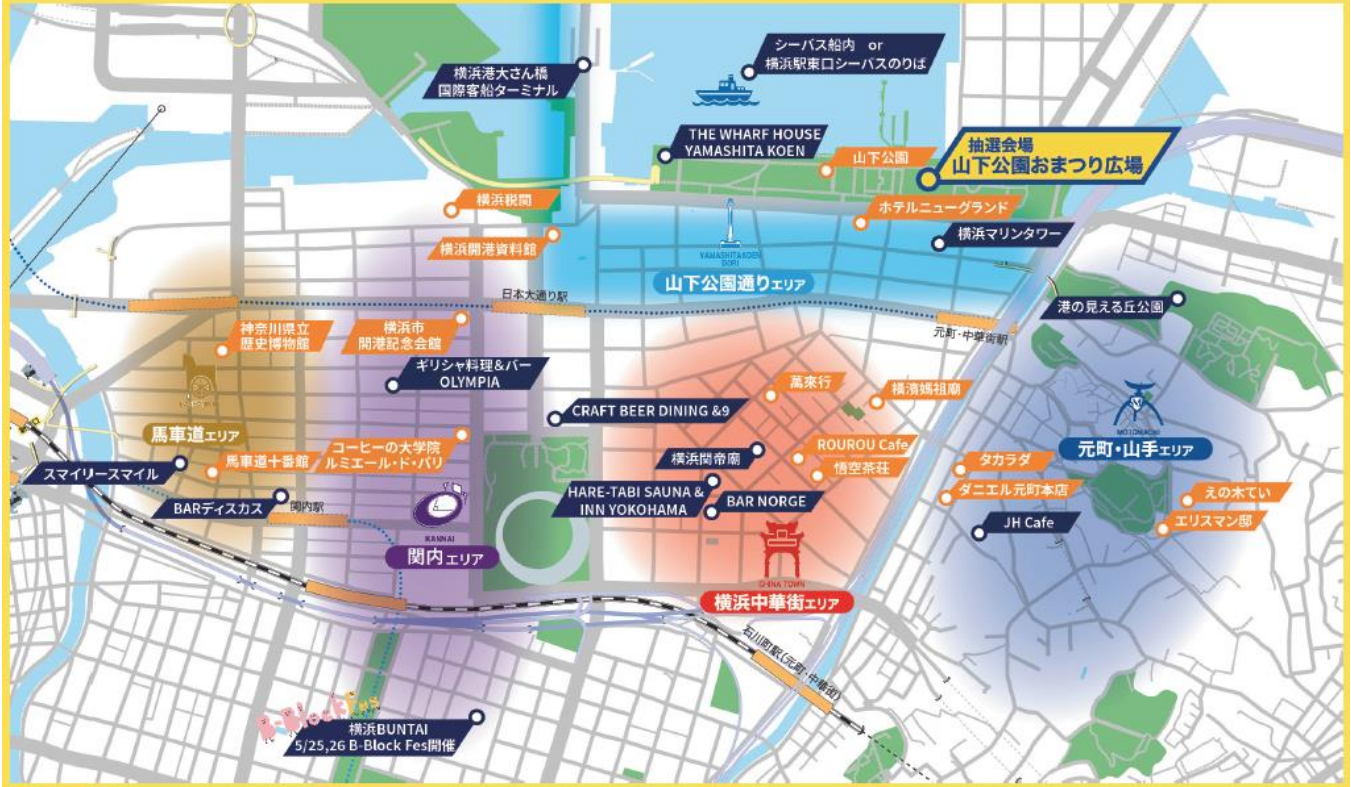 シーバス船内 or
横浜駅東口シーバスのりば
横浜港大さん橋
国際客船ターミナル
THE WHARF HOUSE
YAMASHITA KOEN
山下公園
抽選会場
山下公園おまつり広場
横浜税関
ホテルニューグランド
横浜開港資料館
横浜マリンタワー
YAMASHITA KOEN
DORI
山下公園通りエリア
日本大通り駅
港の見える丘公園
元町・中華街駅
神奈川県立
歴史博物館
横浜市
開港記念会館
ギリシャ料理&バー
OLYMPIA
萬來行
横濱媽祖廟
CRAFT BEER DINING &9
MOTOMACHI
元町・山手エリア
馬車道エリア
コーヒーの大学院
ルミエール・ド・パリ
ROUROU Cafe
横浜関帝廟
悟空茶荘
タカラダ
馬車道十番館
スマイリースマイル
HARE-TABI SAUNA &
INN YOKOHAMA
BAR NORGE
ダニエル元町本店
えの木てい
BARディスカス
関内駅
JH Cafe
エリスマン邸
KANNAI
関内エリア
CHINA TOWN
横浜中華街エリア
石川町駅(元町・中華街)
B-Block Fes
横浜BUNTAI
5/25,26 B-Block Fes開催